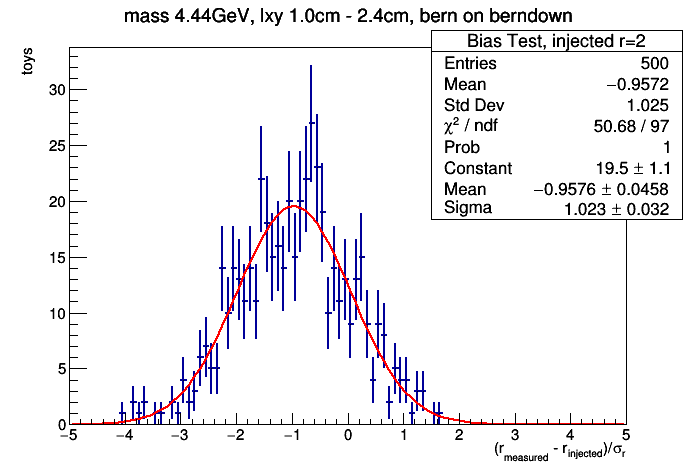 mass 4.44GeV, lxy 1.0cm - 2.4cm, bern on berndown
Bias Test, injected r=2
Entries 500
Mean −0.9572
Std Dev 1.025
χ² / ndf 50.68 / 97
Prob 1
Constant 19.5 ± 1.1
Mean −0.9576 ± 0.0458
Sigma 1.023 ± 0.032
toys
30
25
20
15
10
5
0
−5 −4 −3 −2 −1 0 1 2 3 4 5
(r_measured - r_injected)/σ_r